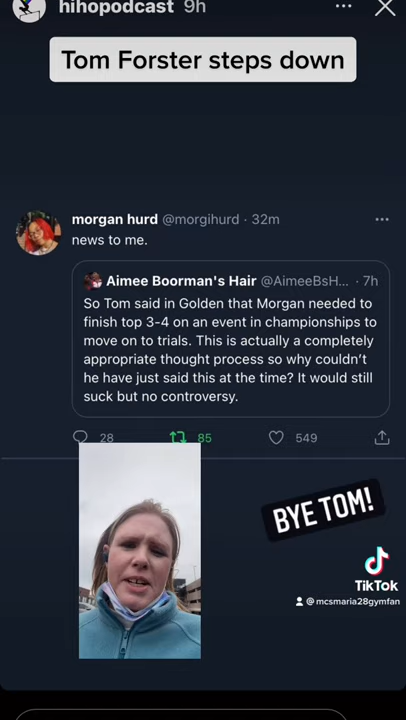 hihopodcast 9h
Tom Forster steps down
morgan hurd @morgihurd · 32m
news to me.
Aimee Boorman's Hair @AimeeBsH... · 7h
So Tom said in Golden that Morgan needed to
finish top 3-4 on an event in championships to
move on to trials. This is actually a completely
appropriate thought process so why couldn't
he have just said this at the time? It would still
suck but no controversy.
28 85 549
BYE TOM!
TikTok
@mcsmaria28gymfan